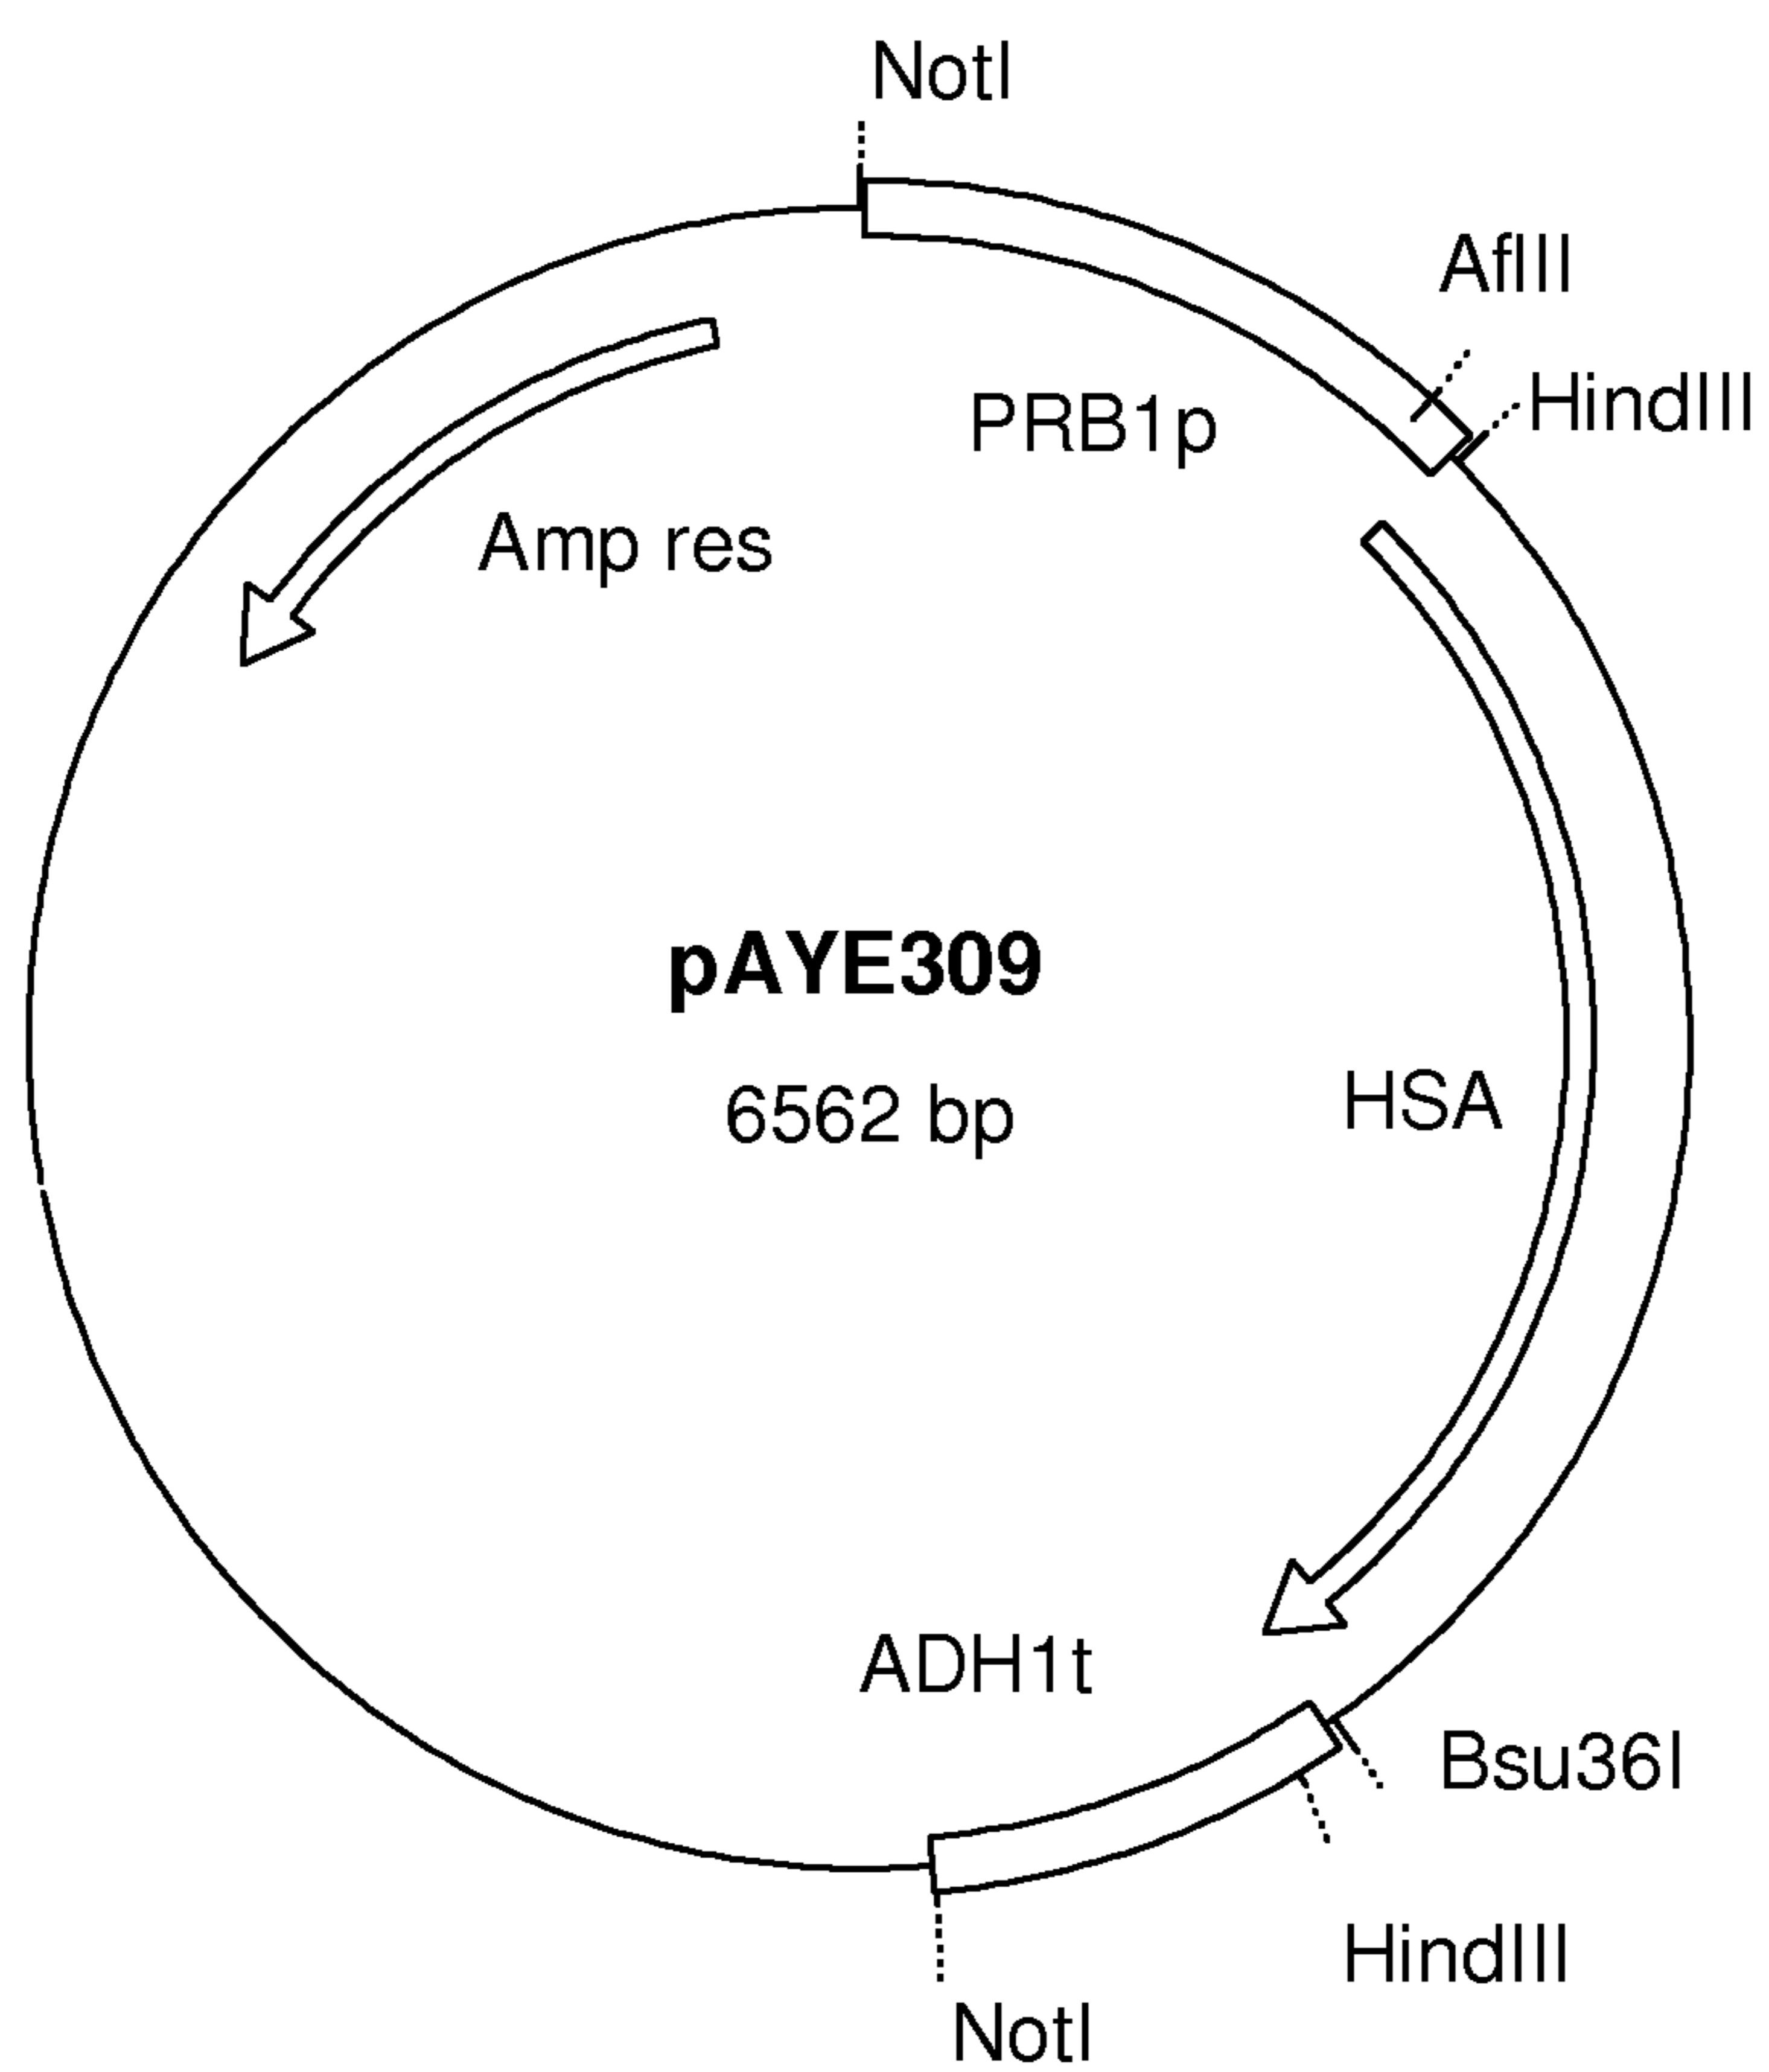 NotI
AflII
HindIII
PRB1p
Amp res
pAYE309
6562 bp
HSA
ADH1t
Bsu36I
HindIII
NotI